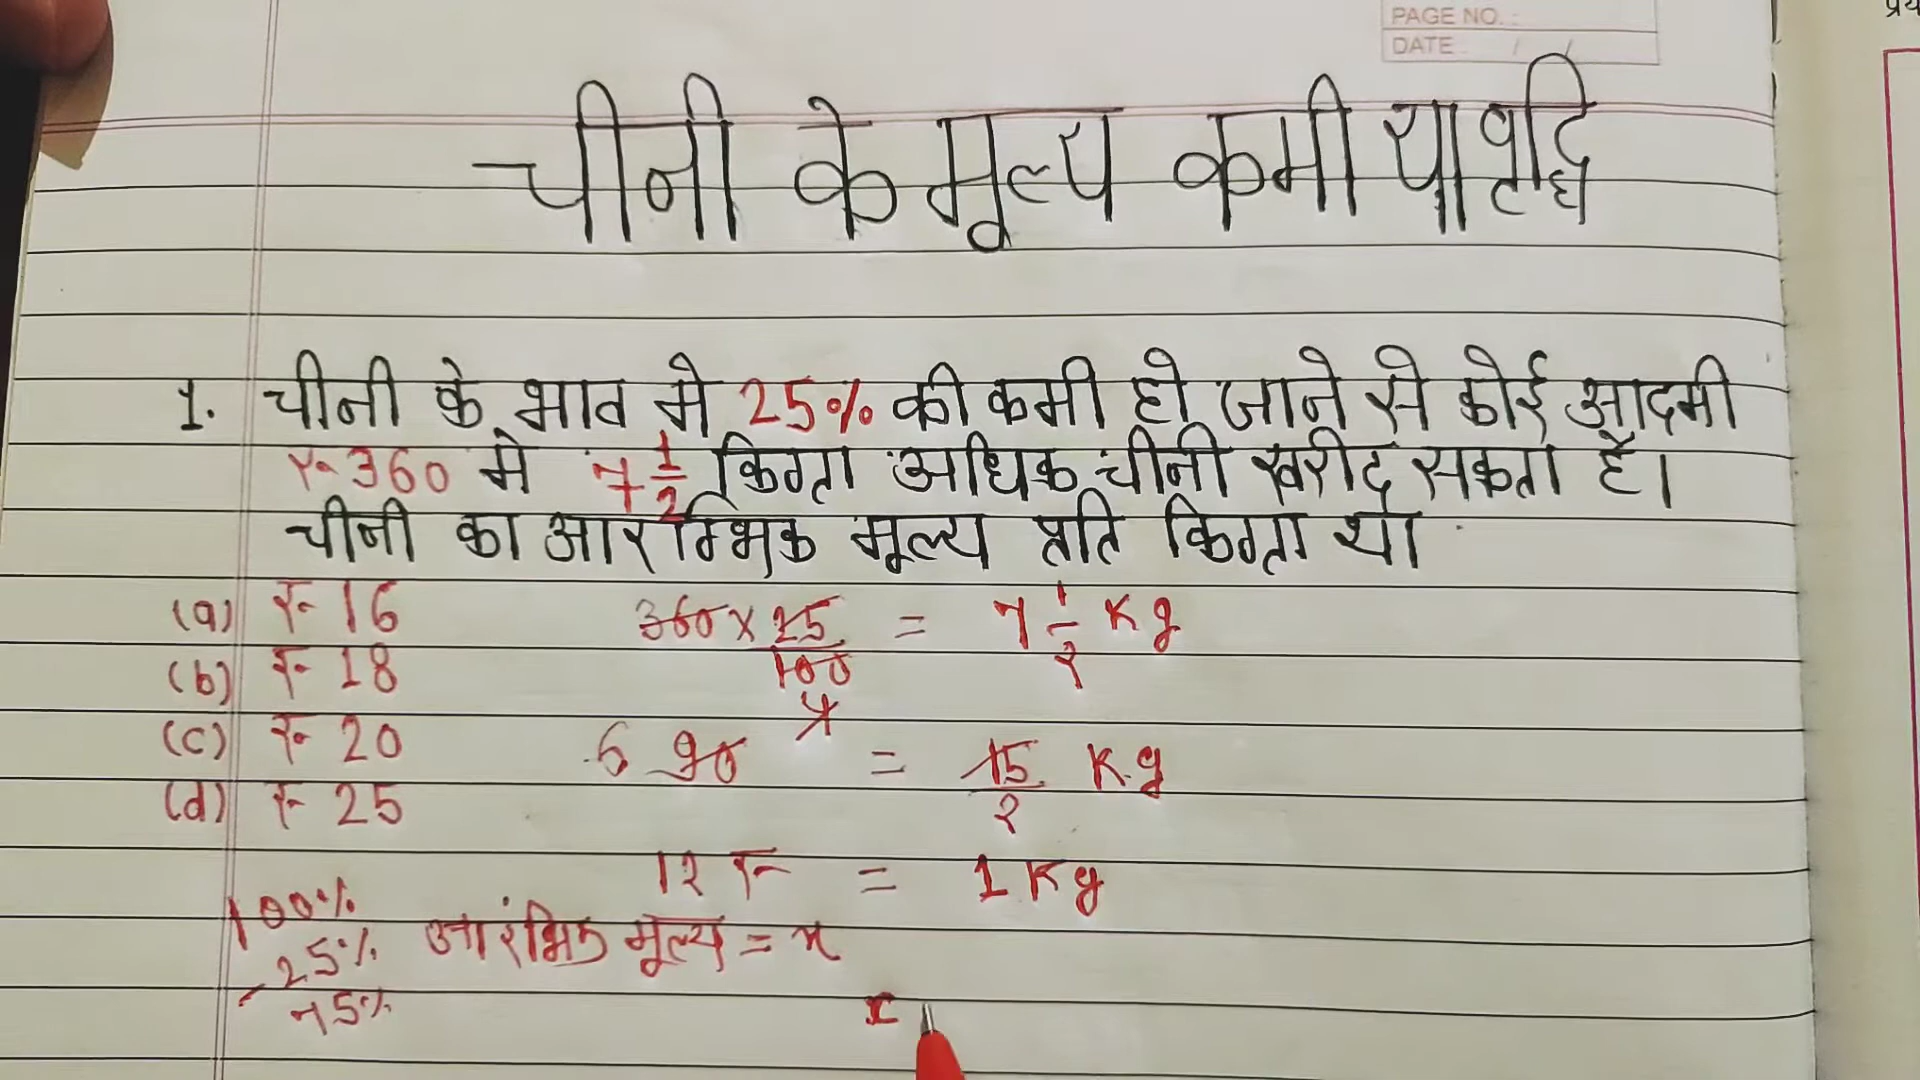 PAGE NO. :
DATE : / /
चीनी के मूल्य कमी या वृद्धि
1. चीनी के भाव मे 25% की कमी हो जाने से कोई आदमी
रु 360 मे 7 1/2 किग्रा अधिक चीनी खरीद सकता है।
चीनी का आरम्भिक मूल्य प्रति किग्रा था
(a) रु 16
(b) रु 18
(c) रु 20
(d) रु 25
360 × 25/100 = 7 1/2 Kg
4
6 90 = 15/2 K.g
12 रु = 1 Kg
100%
- 25%
75%
आरंभिक मूल्य = x
x